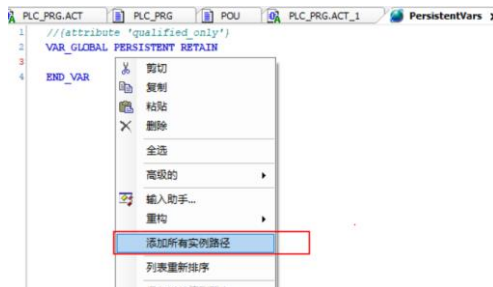 PLC_PRG.ACT PLC_PRG POU PLC_PRG.ACT_1 PersistentVars
1 //{attribute 'qualified_only'}
2 VAR_GLOBAL PERSISTENT RETAIN
3
4 END_VAR
剪切
复制
粘贴
删除
全选
高级的
输入助手...
重构
添加所有实例路径
列表重新排序